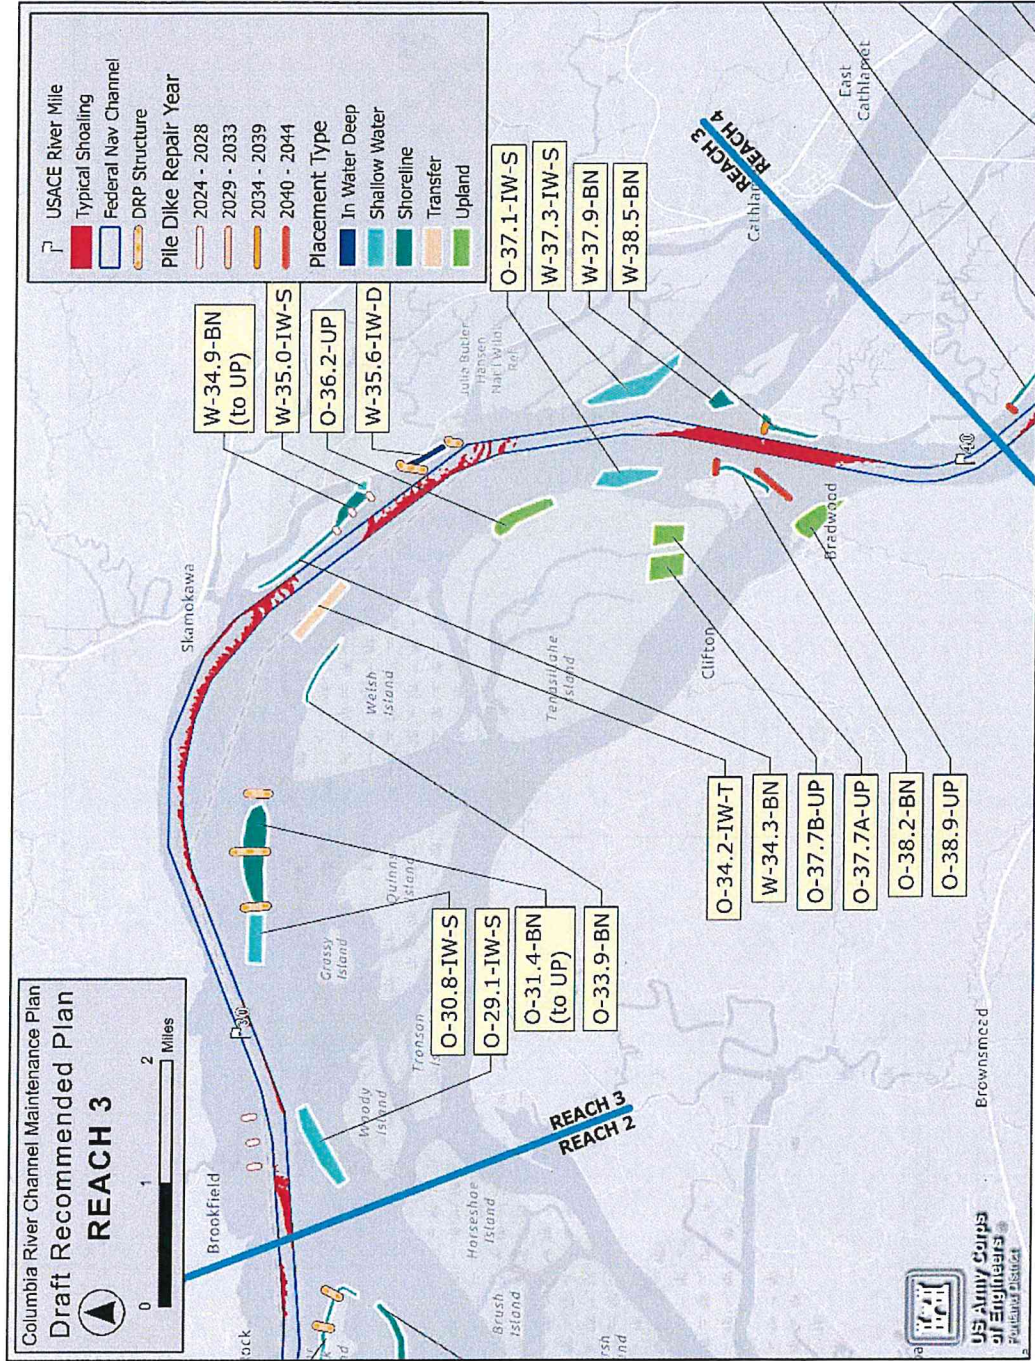 Columbia River Channel Maintenance Plan
Draft Recommended Plan
REACH 3
0
1
2
Miles
USACE River Mile
Typical Shoaling
Federal Nav Channel
DRP Structure
Pile Dike Repair Year
2024 - 2028
2029 - 2033
2034 - 2039
2040 - 2044
Placement Type
In Water Deep
Shallow Water
Shoreline
Transfer
Upland
W-34.9-BN
(to UP)
W-35.0-IW-S
O-36.2-UP
W-35.6-IW-D
O-37.1-IW-S
W-37.3-IW-S
W-37.9-BN
W-38.5-BN
O-30.8-IW-S
O-29.1-IW-S
O-31.4-BN
(to UP)
O-33.9-BN
O-34.2-IW-T
W-34.3-BN
O-37.7B-UP
O-37.7A-UP
O-38.2-BN
O-38.9-UP
Brookfield
Skamokawa
Julia Butler
Hansen
Nat'l Wild
Ref
East
Cathlamet
REACH 3
REACH 4
REACH 3
REACH 2
30
40
Grassy
Island
Quinns
Island
Welsh
Island
Tenasillahe
Island
Woody
Island
Tronson
Horseshoe
Island
Brush
Island
Clifton
Bradwood
Brownsmead
US Army Corps
of Engineers
Portland District